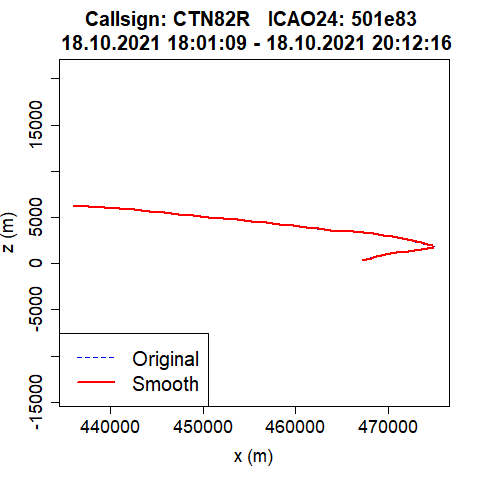 Callsign: CTN82R   ICAO24: 501e83
18.10.2021 18:01:09 - 18.10.2021 20:12:16
z (m)
15000
5000
0
-5000
-15000
Original
Smooth
440000 450000 460000 470000
x (m)